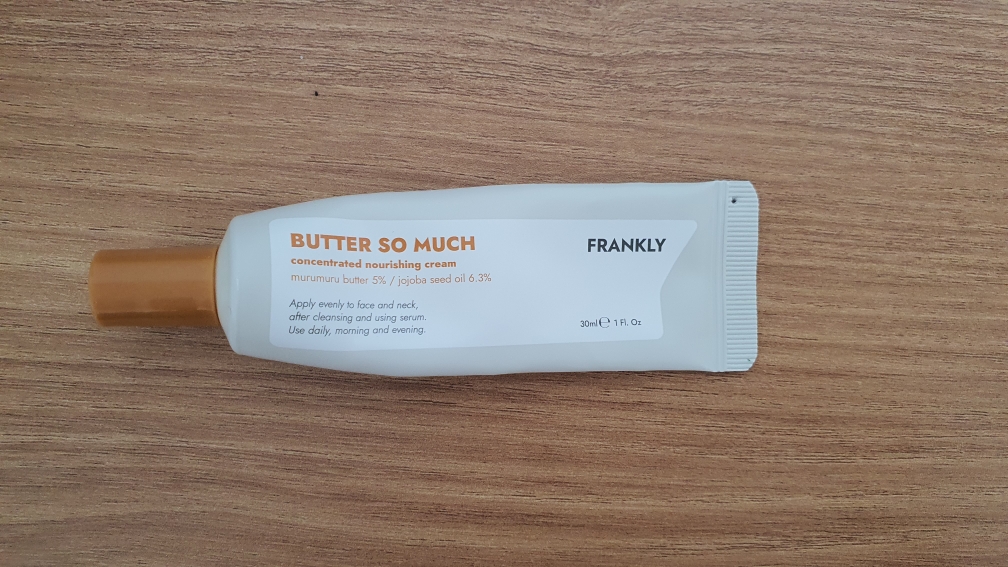 BUTTER SO MUCH
concentrated nourishing cream
murumuru butter 5% / jojoba seed oil 6.3%
Apply evenly to face and neck,
after cleansing and using serum.
Use daily, morning and evening.
FRANKLY
30ml ℮ 1 Fl. Oz